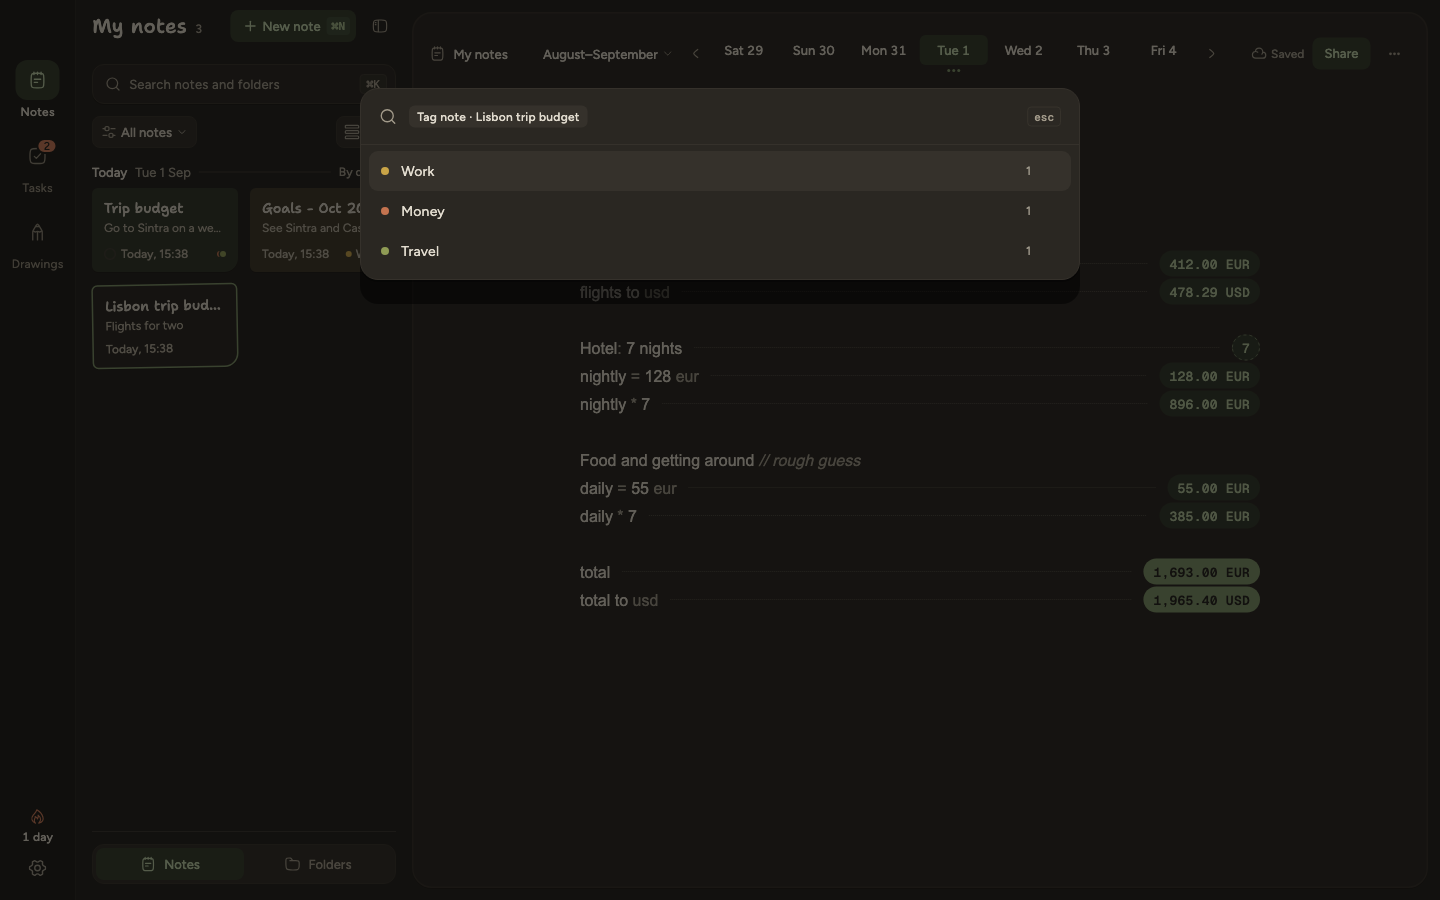 My notes 3
New note ⌘N
Search notes and folders ⌘K
All notes
Today Tue 1 Sep
Trip budget
Go to Sintra on a we...
Today, 15:38
Goals - Oct
See Sintra and
Today, 15:38
Lisbon trip bud...
Flights for two
Today, 15:38
Notes
Tasks 2
Drawings
1 day
Notes Folders
My notes
August–September
Sat 29 Sun 30 Mon 31 Tue 1 Wed 2 Thu 3 Fri 4
Saved
Share
Tag note · Lisbon trip budget esc
Work 1
Money 1
Travel 1
412.00 EUR
flights to usd 478.29 USD
Hotel: 7 nights 7
nightly = 128 eur 128.00 EUR
nightly * 7 896.00 EUR
Food and getting around // rough guess
daily = 55 eur 55.00 EUR
daily * 7 385.00 EUR
total 1,693.00 EUR
total to usd 1,965.40 USD